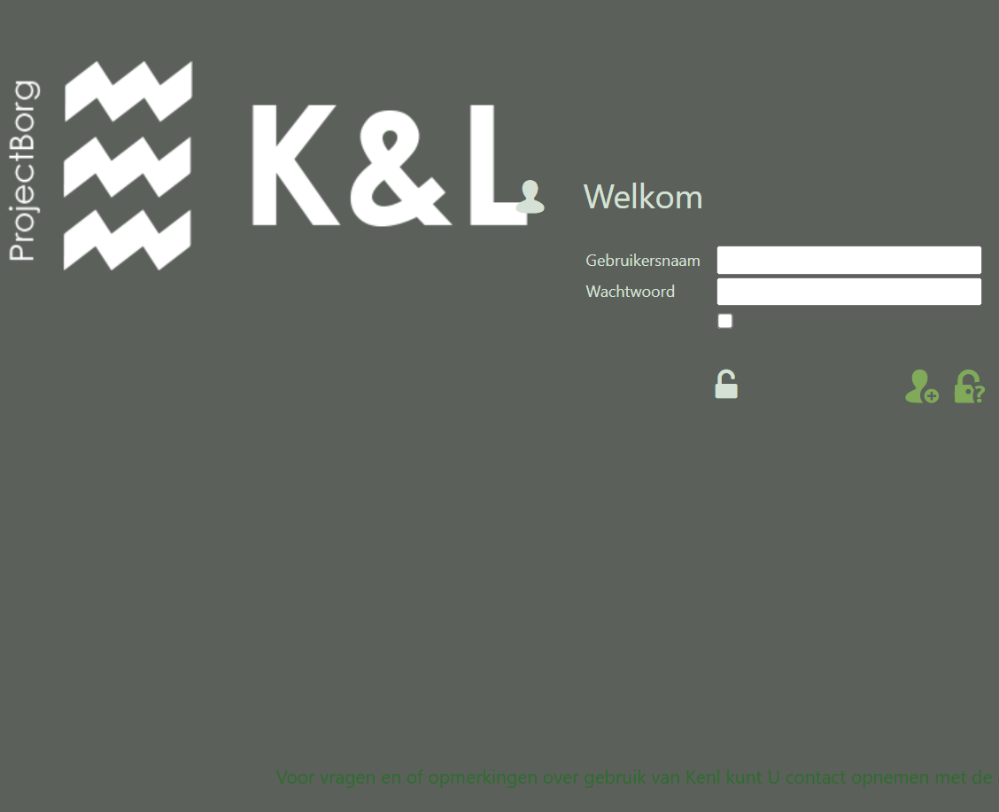 ProjectBorg
K&L
Welkom
Gebruikersnaam
Wachtwoord
Voor vragen en of opmerkingen over gebruik van Kenl kunt U contact opnemen met de